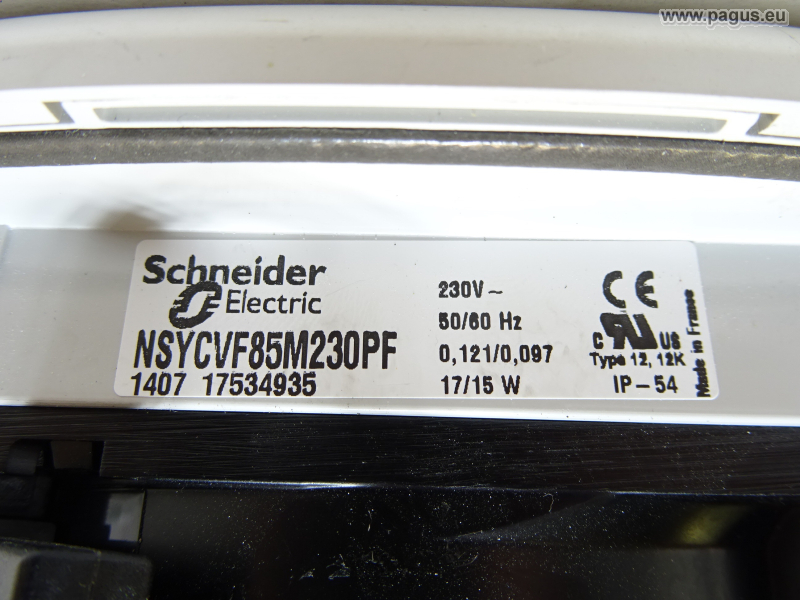 www.pagus.eu
Schneider
Electric
NSYCVF85M230PF
1407 17534935
230V~
50/60 Hz
0,121/0,097
17/15 W
CE
C UR US
Type 12, 12K
IP-54
Made in France